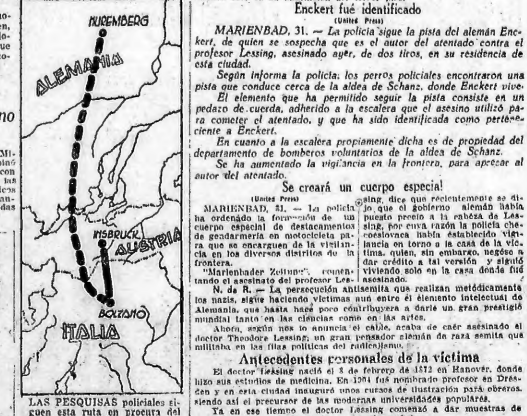 NUREMBERG
ALEMANIA
INSBRUCK
AUSTRIA
BOLZANO
ITALIA
LAS PESQUISAS policiales si-
guen esta ruta en procura del
Enckert fué identificado
(United Press)
MARIENBAD, 31. — La policía sigue la pista del alemán Enc-
kert, de quien se sospecha que es el autor del atentado contra el
profesor Lessing, asesinado ayer, de dos tiros, en su residencia de
esta ciudad.
Según informa la policía, los perros policiales encontraron una
pista que conduce cerca de la aldea de Schanz, donde Enckert vive.
El elemento que ha permitido seguir la pista consiste en un
pedazo de cuerda, adherido a la escalera que el asesino utilizó pa-
ra cometer el atentado, y que ha sido identificada como pertene-
ciente a Enckert.
En cuanto a la escalera propiamente dicha es de propiedad del
departamento de bomberos voluntarios de la aldea de Schanz.
Se ha aumentado la vigilancia en la frontera, para apresar al
autor del atentado.
Se creará un cuerpo especial
(United Press)
MARIENBAD, 31. — La policía
ha ordenado la formación de un
cuerpo especial de destacamentos
de gendarmería en motocicleta pa-
ra que se encarguen de la vigilan-
cia en los diversos distritos de la
frontera.
"Marienbader Zeitung", comen-
tando el asesinato del profesor Les-
sing, dice que recientemente se di-
jo que el gobierno alemán había
puesto precio a la cabeza de Les-
sing, por cuya razón la policía che-
coeslovaca había establecido vigi-
lancia en torno a la casa de la víc-
tima, quien, sin embargo, negóse a
dar crédito a tal versión y siguió
viviendo solo en la casa donde fué
asesinado.
N. de R. — La persecución antisemita que realizan metódicamente
los nazis, sigue haciendo víctimas aun entre el elemento intelectual de
Alemania, que hasta hace poco contribuyera a darle un gran prestigio
mundial tanto en las ciencias como en las artes.
Ahora, según nos lo anuncia el cable, acaba de caer asesinado el
doctor Theodore Lessing, un gran pensador alemán de raza semita que
militaba en las filas políticas del radicalismo.
Antecedentes personales de la víctima
El doctor Lessing nació el 8 de febrero de 1872 en Hanover, donde
hizo sus estudios de medicina. En 1904 fué nombrado profesor en Dres-
den y en esta ciudad inauguró unos cursos de ilustración para obreros,
siendo así el precursor de las modernas universidades populares.
Ya en ese tiempo el doctor Lessing comenzó a dar muestras de